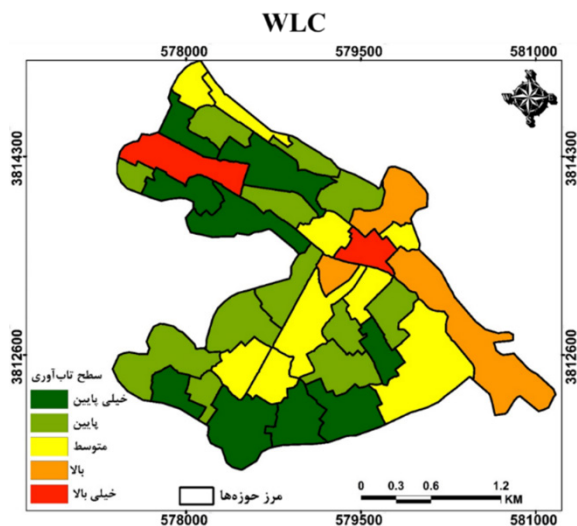 WLC
578000
579500
581000
3814300
3814300
3812600
3812600
سطح تاب‌آوری
خیلی پایین
پایین
متوسط
بالا
خیلی بالا
مرز حوزه‌ها
0 0.3 0.6 1.2
KM
578000
579500
581000